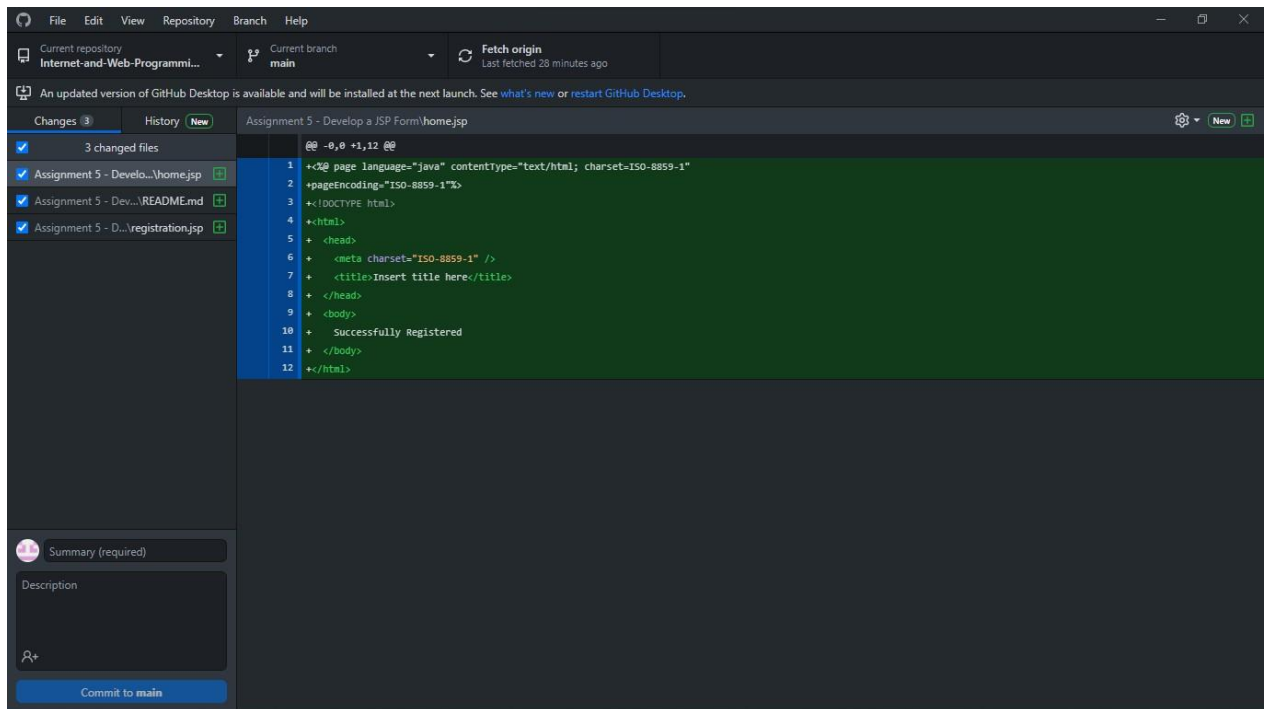 File Edit View Repository Branch Help
Current repository
Internet-and-Web-Programmi...
Current branch
main
Fetch origin
Last fetched 28 minutes ago
An updated version of GitHub Desktop is available and will be installed at the next launch. See what's new or restart GitHub Desktop.
Changes 3 History New
Assignment 5 - Develop a JSP Form\home.jsp New
3 changed files
Assignment 5 - Develo...\home.jsp
Assignment 5 - Dev...\README.md
Assignment 5 - D...\registration.jsp
@@ -0,0 +1,12 @@
1 +<%@ page language="java" contentType="text/html; charset=ISO-8859-1"
2 +pageEncoding="ISO-8859-1"%>
3 +<!DOCTYPE html>
4 +<html>
5 + <head>
6 + <meta charset="ISO-8859-1" />
7 + <title>Insert title here</title>
8 + </head>
9 + <body>
10 + Successfully Registered
11 + </body>
12 +</html>
Summary (required)
Description
Commit to main